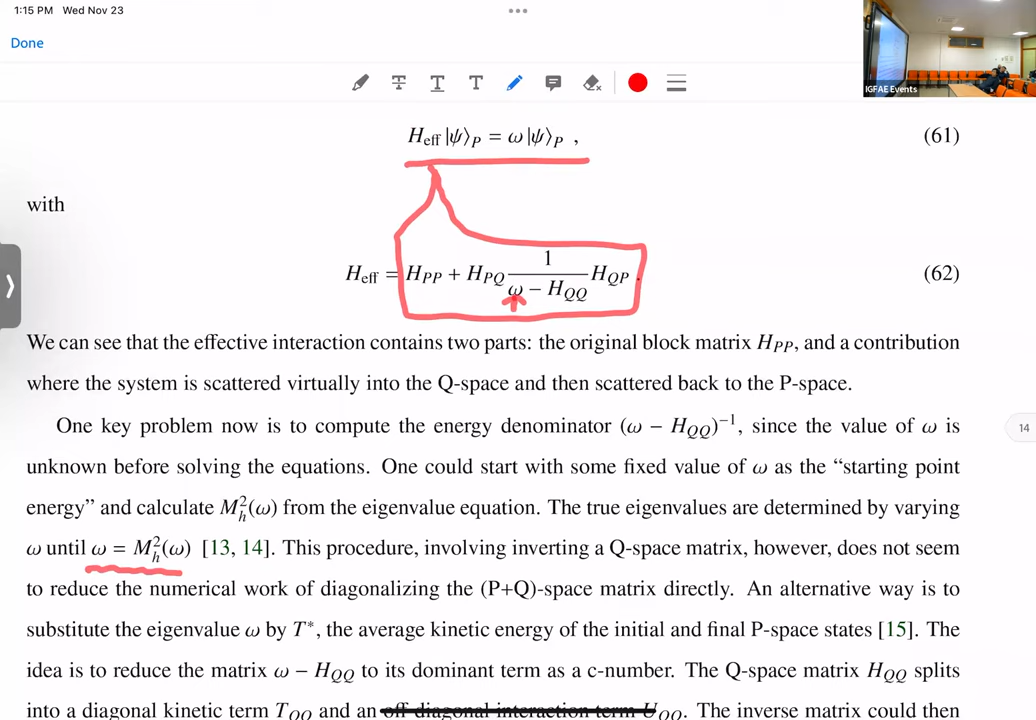 1:15 PM Wed Nov 23
Done
IGFAE Events
H_eff |ψ⟩_P = ω |ψ⟩_P , (61)
with
H_eff = H_PP + H_PQ 1/(ω − H_QQ) H_QP . (62)
We can see that the effective interaction contains two parts: the original block matrix H_PP, and a contribution
where the system is scattered virtually into the Q-space and then scattered back to the P-space.
14
One key problem now is to compute the energy denominator (ω − H_QQ)⁻¹, since the value of ω is
unknown before solving the equations. One could start with some fixed value of ω as the “starting point
energy” and calculate M_h²(ω) from the eigenvalue equation. The true eigenvalues are determined by varying
ω until ω = M_h²(ω) [13, 14]. This procedure, involving inverting a Q-space matrix, however, does not seem
to reduce the numerical work of diagonalizing the (P+Q)-space matrix directly. An alternative way is to
substitute the eigenvalue ω by T*, the average kinetic energy of the initial and final P-space states [15]. The
idea is to reduce the matrix ω − H_QQ to its dominant term as a c-number. The Q-space matrix H_QQ splits
into a diagonal kinetic term T_QQ and an off-diagonal interaction term U_QQ. The inverse matrix could then